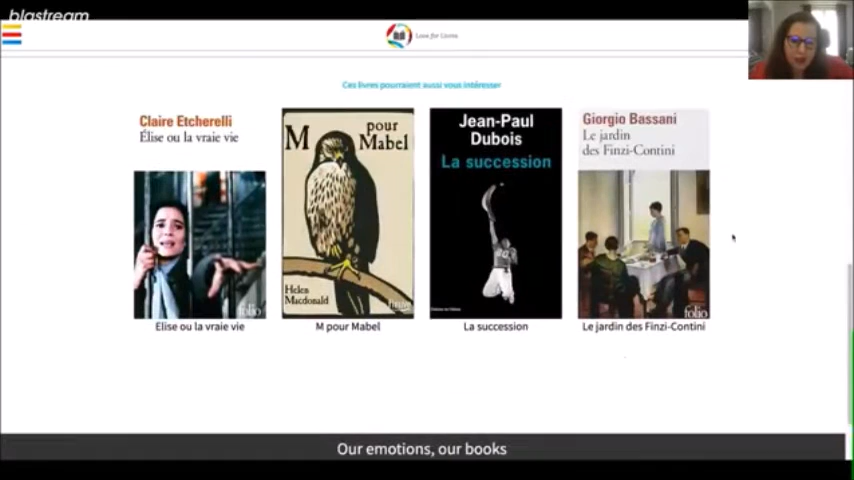 blastream
Love for Livres
Ces livres pourraient aussi vous intéresser
Claire Etcherelli
Élise ou la vraie vie
folio
Elise ou la vraie vie
M pour
Mabel
Helen
Macdonald
M pour Mabel
Jean-Paul
Dubois
La succession
La succession
Giorgio Bassani
Le jardin
des Finzi-Contini
folio
Le jardin des Finzi-Contini
Our emotions, our books